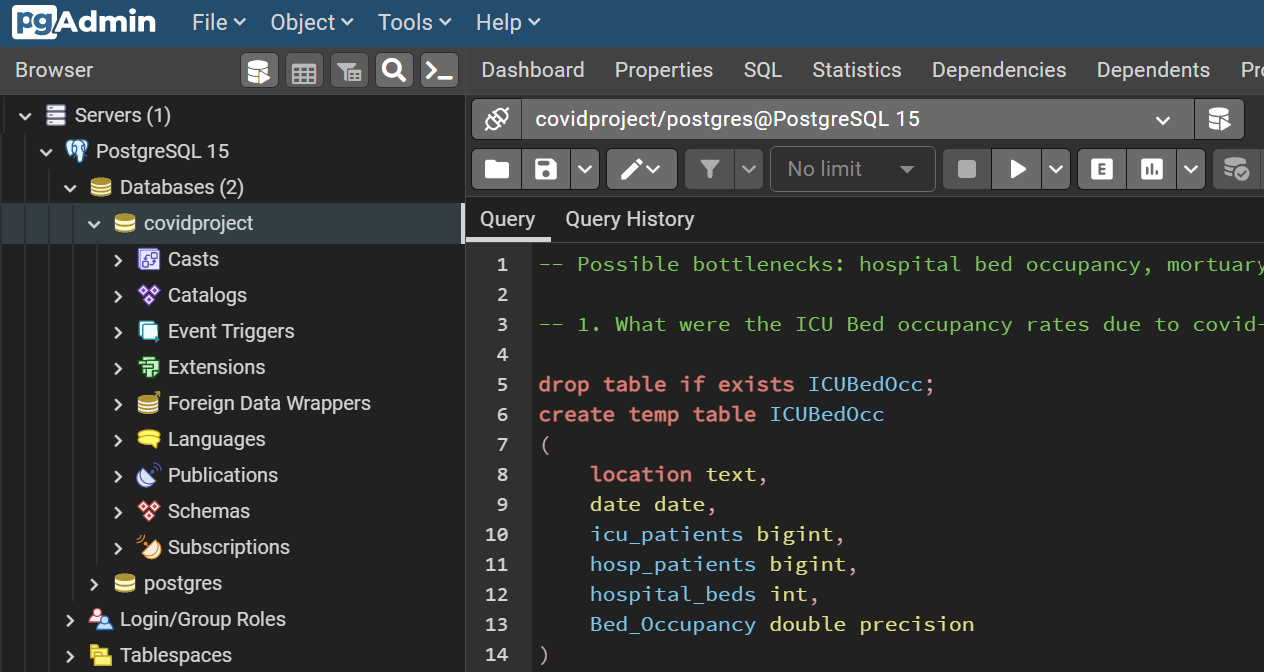 pgAdmin File Object Tools Help
Browser
Dashboard Properties SQL Statistics Dependencies Dependents
Servers (1)
PostgreSQL 15
Databases (2)
covidproject
Casts
Catalogs
Event Triggers
Extensions
Foreign Data Wrappers
Languages
Publications
Schemas
Subscriptions
postgres
Login/Group Roles
Tablespaces
covidproject/postgres@PostgreSQL 15
No limit
E
Query Query History
1 -- Possible bottlenecks: hospital bed occupancy, mortuary
2
3 -- 1. What were the ICU Bed occupancy rates due to covid-
4
5 drop table if exists ICUBedOcc;
6 create temp table ICUBedOcc
7 (
8 location text,
9 date date,
10 icu_patients bigint,
11 hosp_patients bigint,
12 hospital_beds int,
13 Bed_Occupancy double precision
14 )